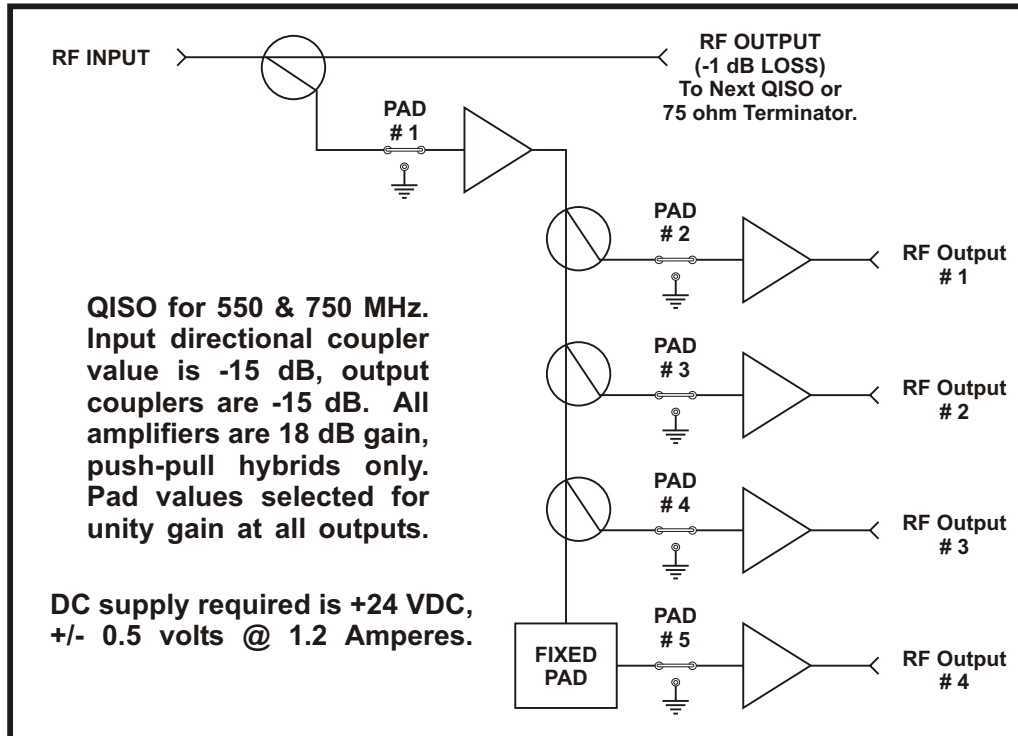 RF INPUT
RF OUTPUT
(-1 dB LOSS)
To Next QISO or
75 ohm Terminator.
PAD
# 1
PAD
# 2
RF Output
# 1
QISO for 550 & 750 MHz.
Input directional coupler
value is -15 dB, output
couplers are -15 dB. All
amplifiers are 18 dB gain,
push-pull hybrids only.
Pad values selected for
unity gain at all outputs.
PAD
# 3
RF Output
# 2
PAD
# 4
RF Output
# 3
DC supply required is +24 VDC,
+/- 0.5 volts @ 1.2 Amperes.
FIXED
PAD
PAD
# 5
RF Output
# 4